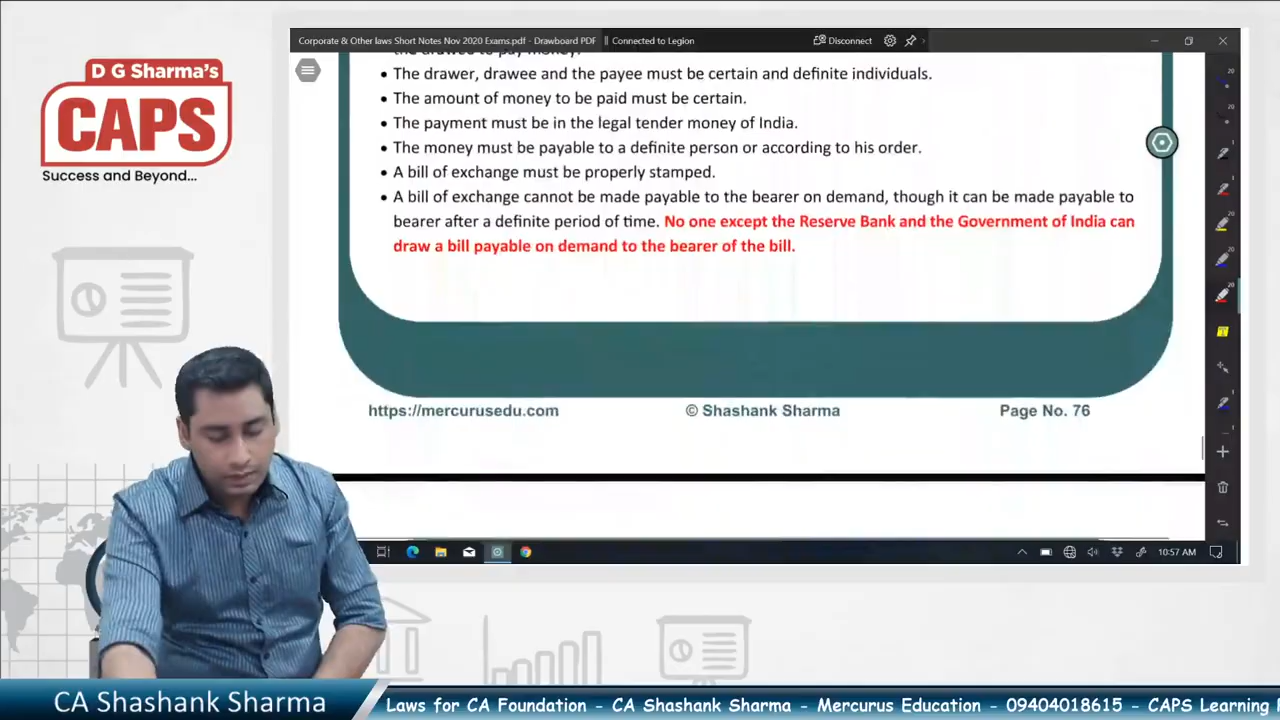 D G Sharma's
CAPS
Success and Beyond...
Corporate & Other laws Short Notes Nov 2020 Exams.pdf - Drawboard PDF
Connected to Legion
Disconnect
the drawee to pay money.
• The drawer, drawee and the payee must be certain and definite individuals.
• The amount of money to be paid must be certain.
• The payment must be in the legal tender money of India.
• The money must be payable to a definite person or according to his order.
• A bill of exchange must be properly stamped.
• A bill of exchange cannot be made payable to the bearer on demand, though it can be made payable to
bearer after a definite period of time. No one except the Reserve Bank and the Government of India can
draw a bill payable on demand to the bearer of the bill.
https://mercurusedu.com
© Shashank Sharma
Page No. 76
10:57 AM
CA Shashank Sharma
Laws for CA Foundation - CA Shashank Sharma - Mercurus Education - 09404018615 - CAPS Learning